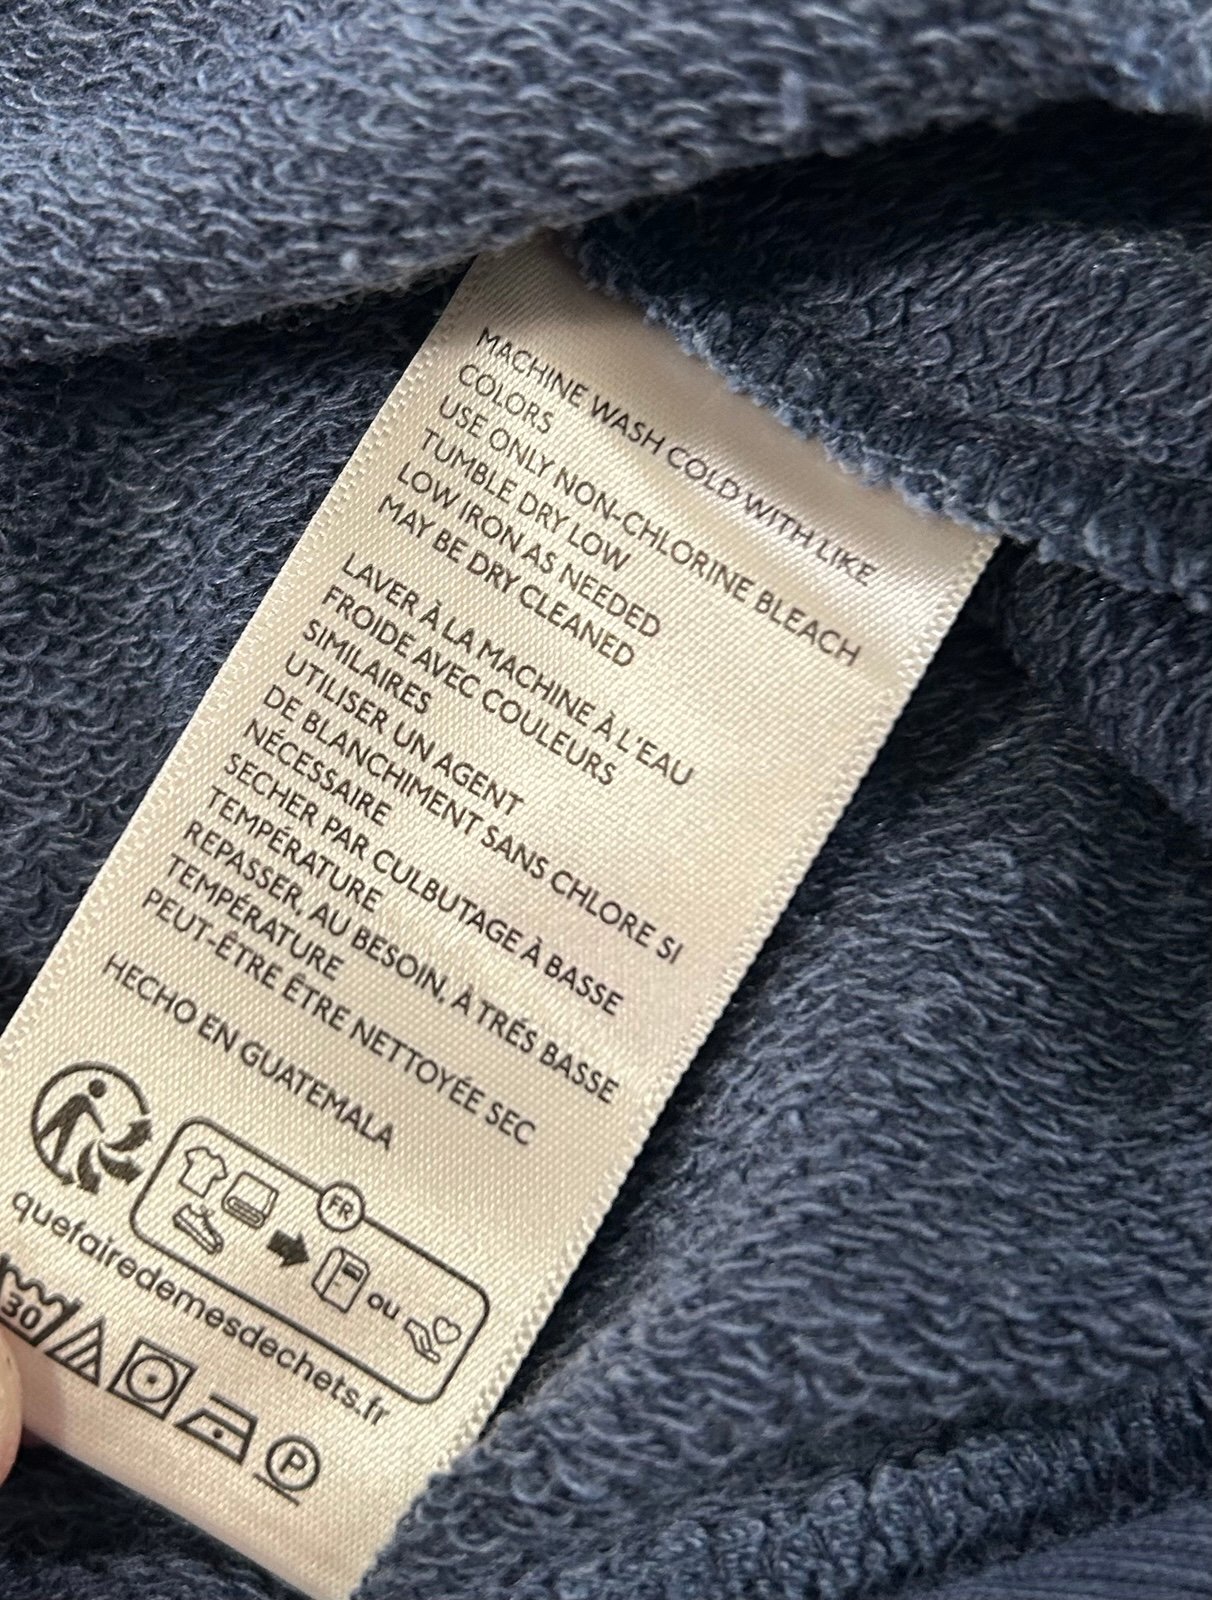 MACHINE WASH COLD WITH LIKE
COLORS
USE ONLY NON-CHLORINE BLEACH
TUMBLE DRY LOW
LOW IRON AS NEEDED
MAY BE DRY CLEANED
LAVER À LA MACHINE À L'EAU
FROIDE AVEC COULEURS
SIMILAIRES
UTILISER UN AGENT
DE BLANCHIMENT SANS CHLORE SI
NÉCESSAIRE
SECHER PAR CULBUTAGE À BASSE
TEMPÉRATURE
REPASSER, AU BESOIN, À TRÉS BASSE
TEMPÉRATURE
PEUT-ÊTRE ÊTRE NETTOYÉE SEC
HECHO EN GUATEMALA
FR
ou
quefairedemesdechets.fr
30
P